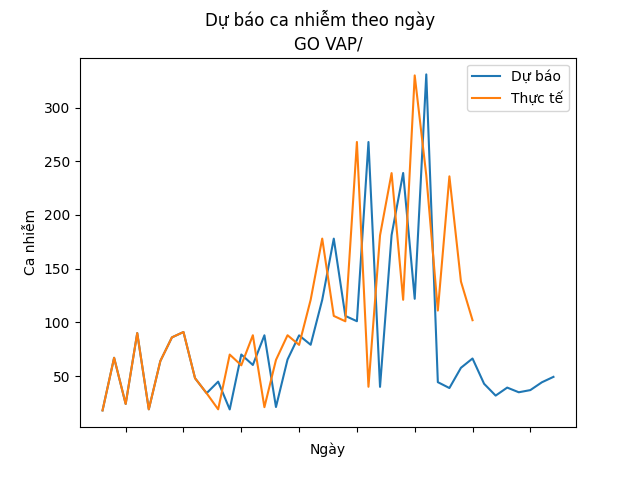 Dự báo ca nhiễm theo ngày
GO VAP/
Dự báo
Thực tế
300
250
200
150
100
50
Ca nhiễm
Ngày